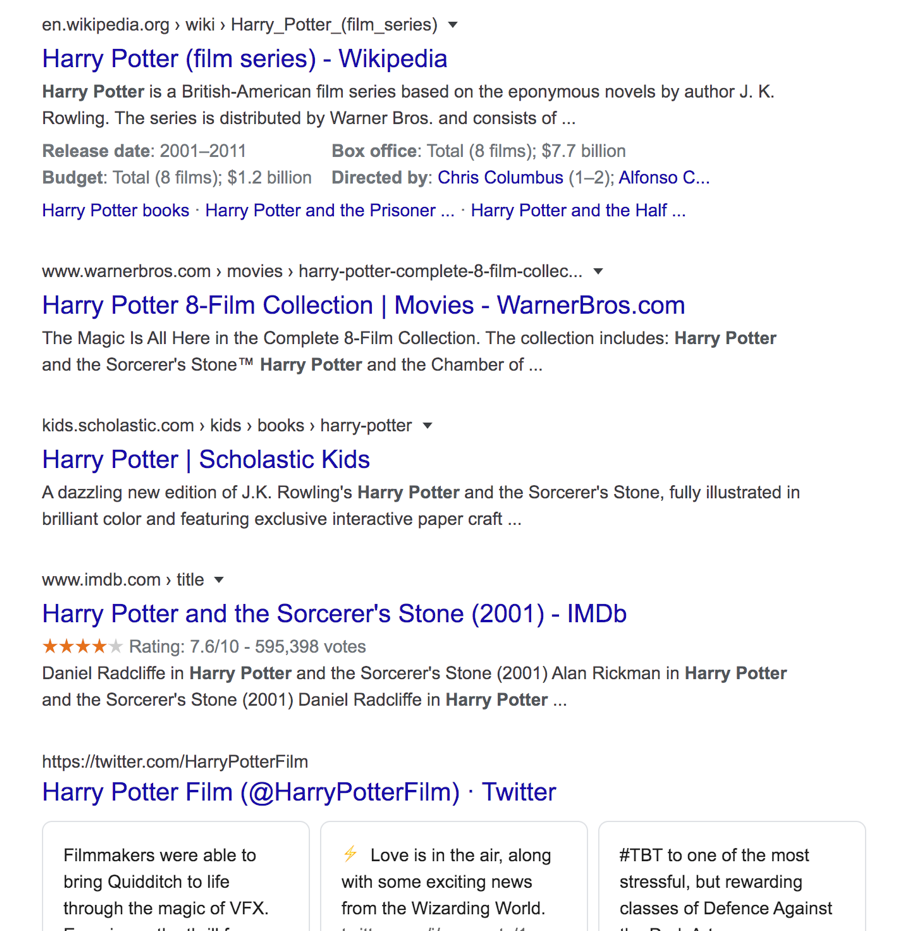 en.wikipedia.org › wiki › Harry_Potter_(film_series)
Harry Potter (film series) - Wikipedia
Harry Potter is a British-American film series based on the eponymous novels by author J. K.
Rowling. The series is distributed by Warner Bros. and consists of ...
Release date: 2001–2011 Box office: Total (8 films); $7.7 billion
Budget: Total (8 films); $1.2 billion Directed by: Chris Columbus (1–2); Alfonso C...
Harry Potter books · Harry Potter and the Prisoner ... · Harry Potter and the Half ...
www.warnerbros.com › movies › harry-potter-complete-8-film-collec...
Harry Potter 8-Film Collection | Movies - WarnerBros.com
The Magic Is All Here in the Complete 8-Film Collection. The collection includes: Harry Potter
and the Sorcerer's Stone™ Harry Potter and the Chamber of ...
kids.scholastic.com › kids › books › harry-potter
Harry Potter | Scholastic Kids
A dazzling new edition of J.K. Rowling's Harry Potter and the Sorcerer's Stone, fully illustrated in
brilliant color and featuring exclusive interactive paper craft ...
www.imdb.com › title
Harry Potter and the Sorcerer's Stone (2001) - IMDb
Rating: 7.6/10 - 595,398 votes
Daniel Radcliffe in Harry Potter and the Sorcerer's Stone (2001) Alan Rickman in Harry Potter
and the Sorcerer's Stone (2001) Daniel Radcliffe in Harry Potter ...
https://twitter.com/HarryPotterFilm
Harry Potter Film (@HarryPotterFilm) · Twitter
Filmmakers were able to
bring Quidditch to life
through the magic of VFX.
⚡ Love is in the air, along
with some exciting news
from the Wizarding World.
#TBT to one of the most
stressful, but rewarding
classes of Defence Against